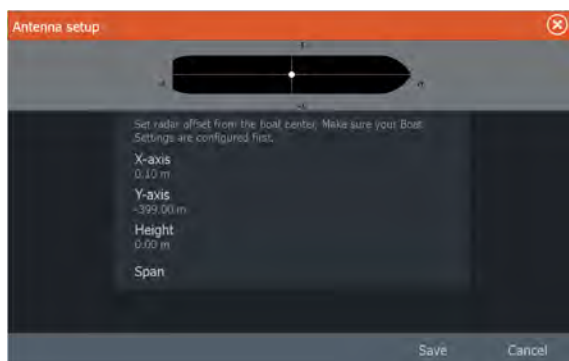 Antenna setup
Set radar offset from the boat center. Make sure your Boat
Settings are configured first.
X-axis
0.10 m
Y-axis
-399.00 m
Height
0.00 m
Span
Save
Cancel